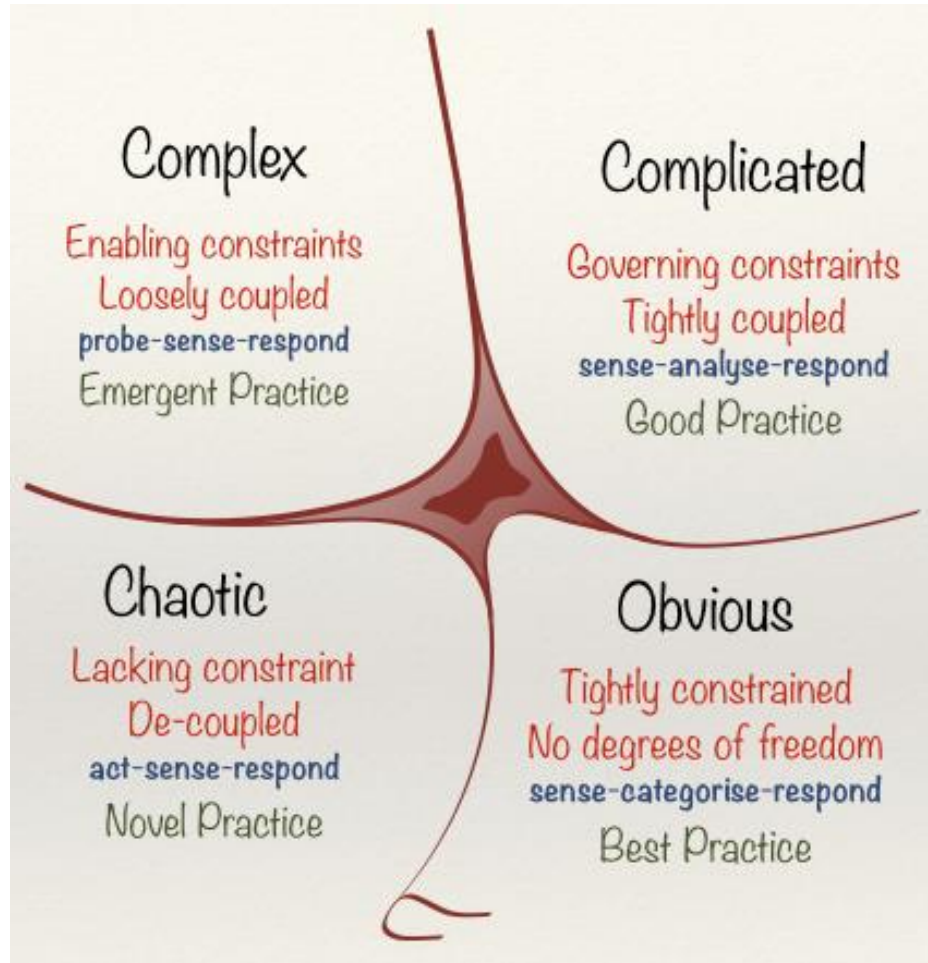 Complex
Enabling constraints
Loosely coupled
probe-sense-respond
Emergent Practice
Complicated
Governing constraints
Tightly coupled
sense-analyse-respond
Good Practice
Chaotic
Lacking constraint
De-coupled
act-sense-respond
Novel Practice
Obvious
Tightly constrained
No degrees of freedom
sense-categorise-respond
Best Practice